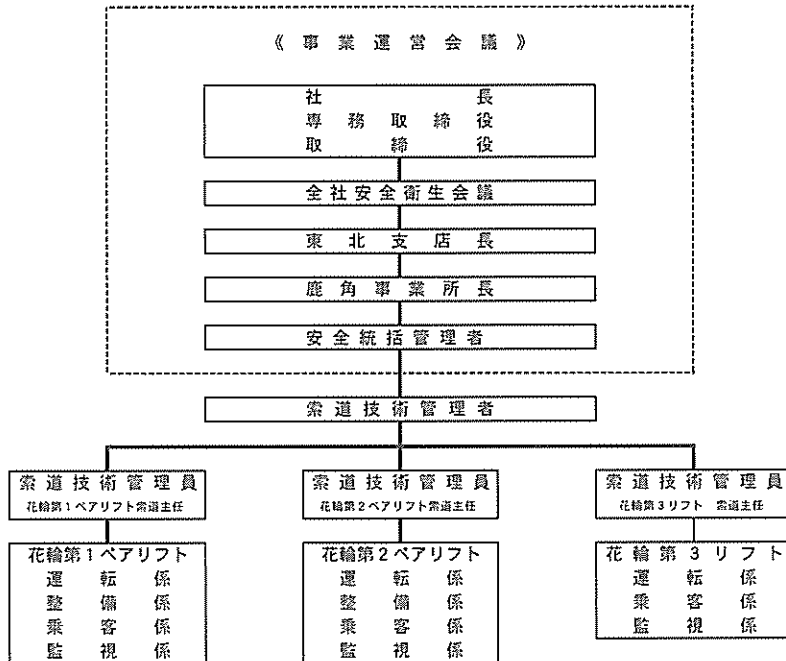 《事業運営会議》
社長
専務取締役
取締役
全社安全衛生会議
東北支店長
鹿角事業所長
安全統括管理者
索道技術管理者
索道技術管理員
花輪第1ペアリフト索道主任
索道技術管理員
花輪第2ペアリフト索道主任
索道技術管理員
花輪第3リフト 索道主任
花輪第1ペアリフト
運転係
整備係
乗客係
監視係
花輪第2ペアリフト
運転係
整備係
乗客係
監視係
花輪第3リフト
運転係
乗客係
監視係